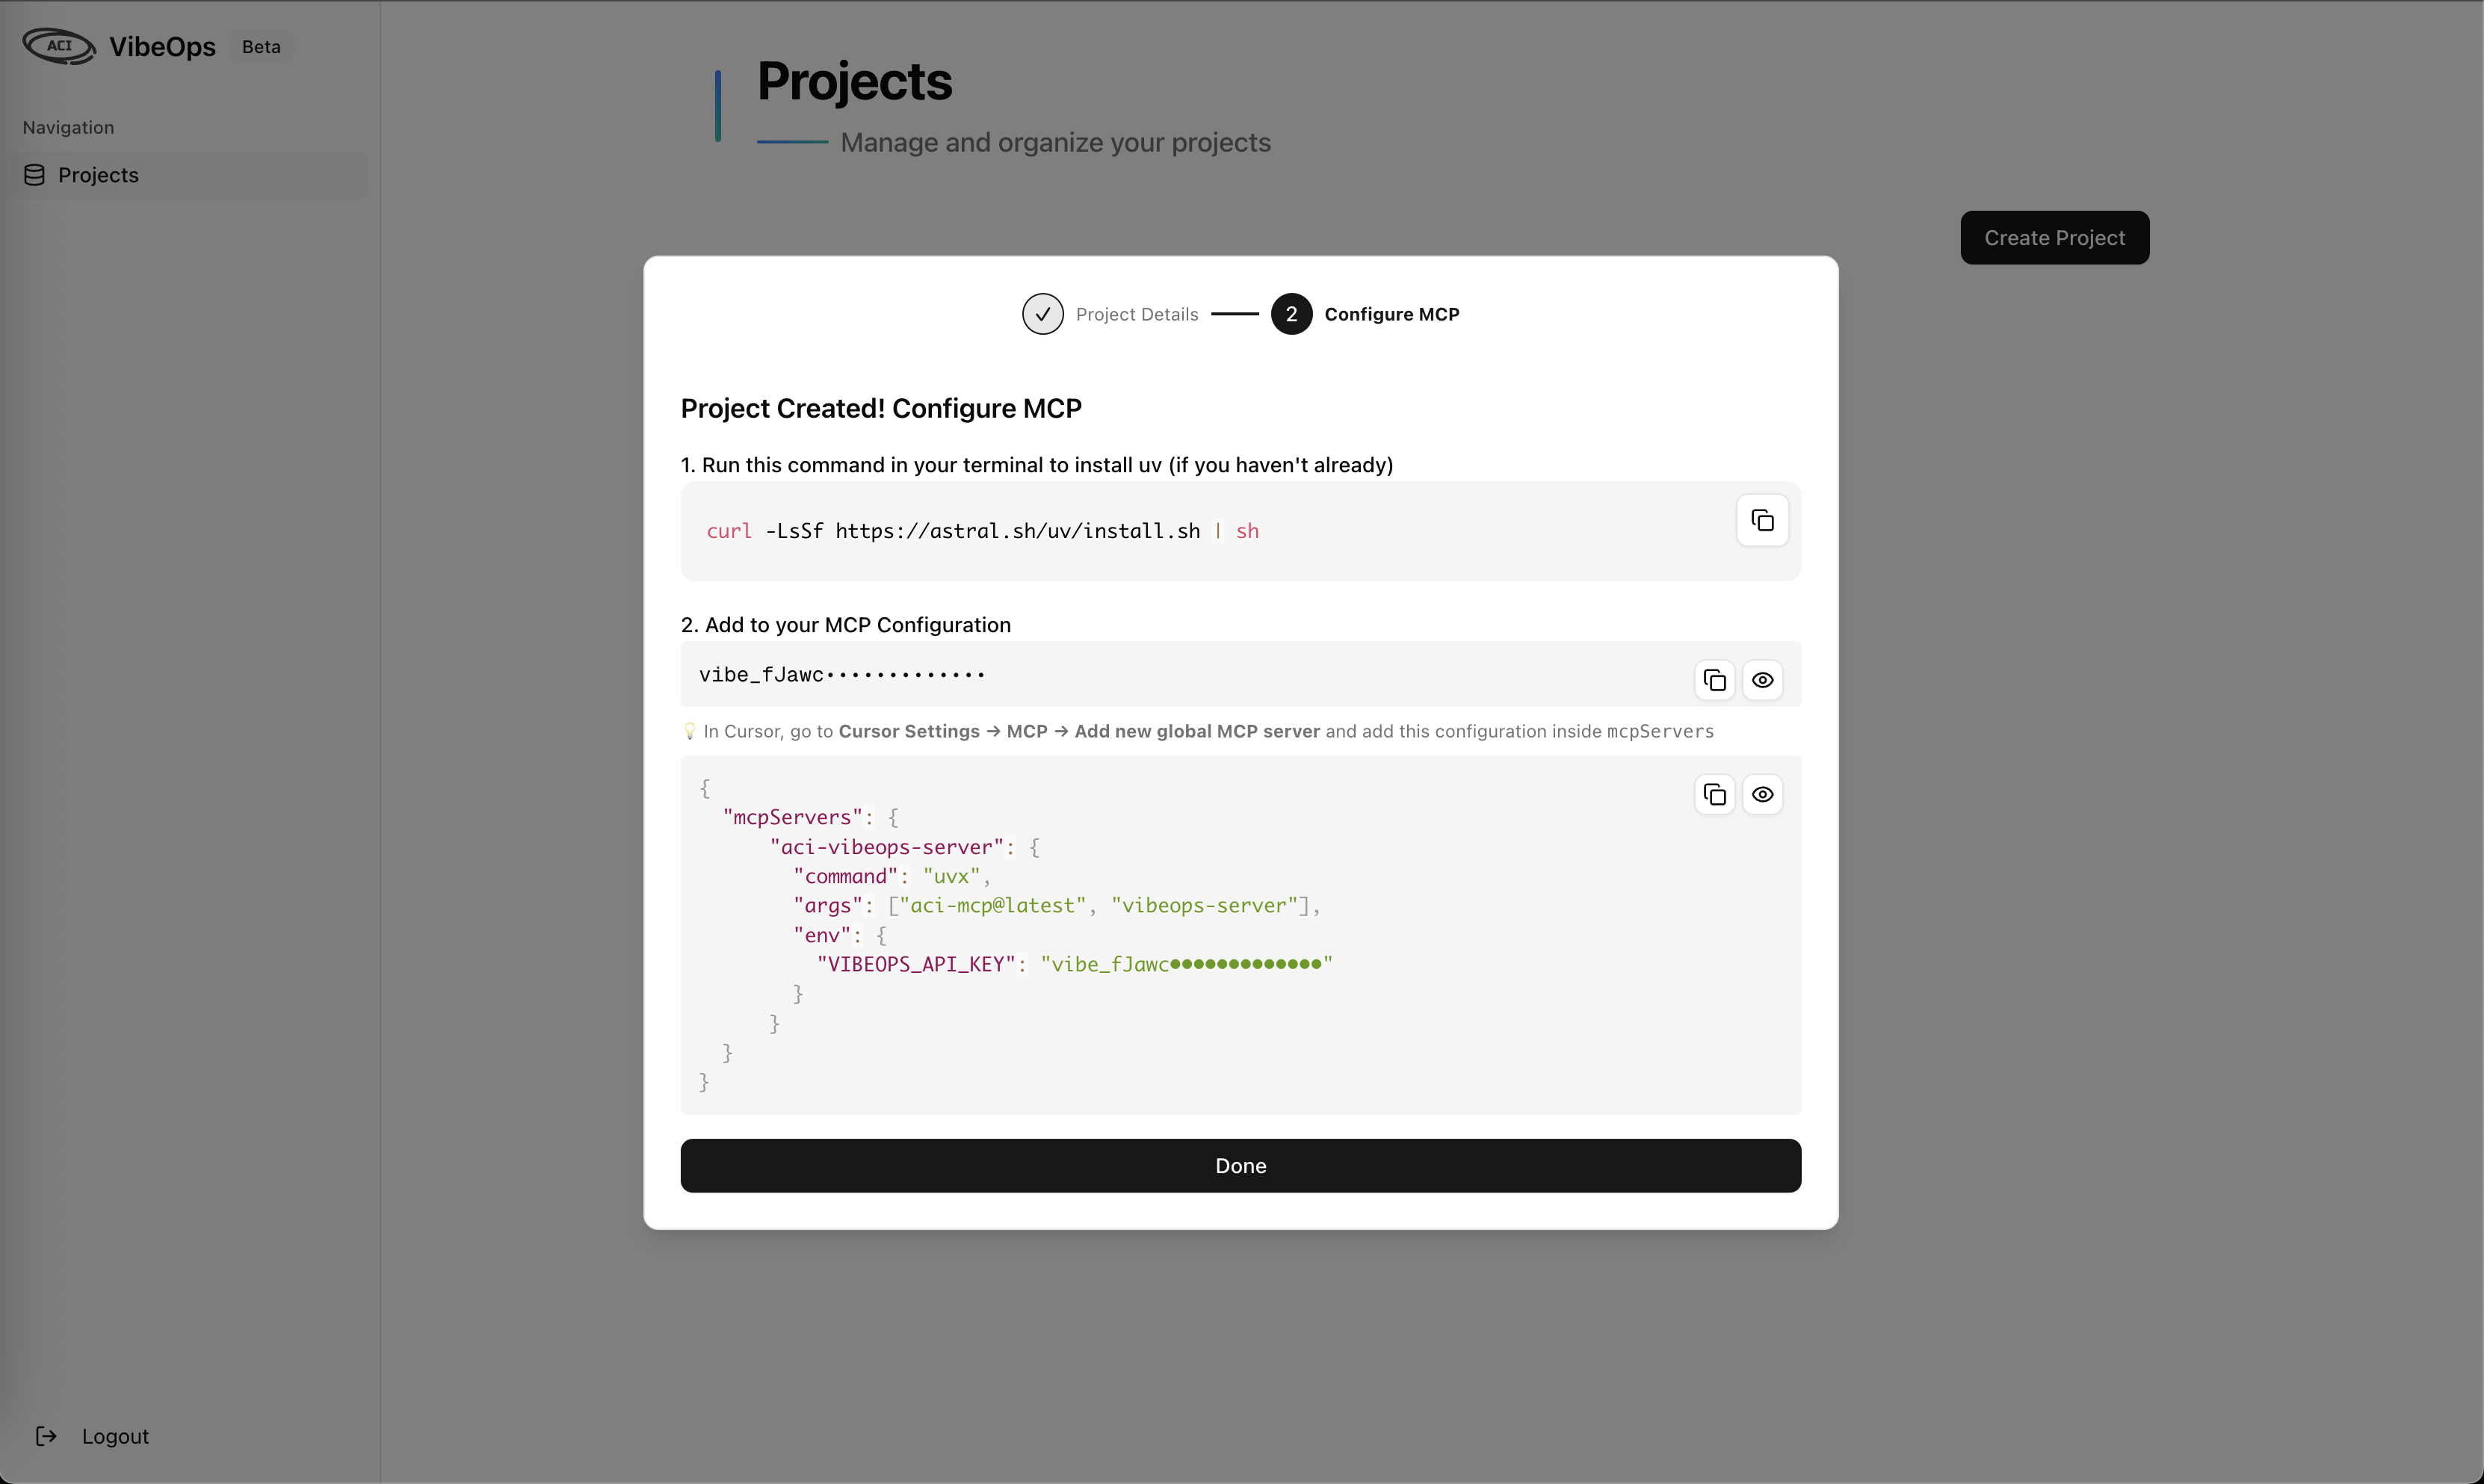 ACI VibeOps Beta
Navigation
Projects
Logout
Projects
Manage and organize your projects
Create Project
Project Details 2 Configure MCP
Project Created! Configure MCP
1. Run this command in your terminal to install uv (if you haven't already)
curl -LsSf https://astral.sh/uv/install.sh | sh
2. Add to your MCP Configuration
vibe_fJawc•••••••••••••
💡 In Cursor, go to Cursor Settings → MCP → Add new global MCP server and add this configuration inside mcpServers
{
  "mcpServers": {
      "aci-vibeops-server": {
        "command": "uvx",
        "args": ["aci-mcp@latest", "vibeops-server"],
        "env": {
          "VIBEOPS_API_KEY": "vibe_fJawc●●●●●●●●●●●●●"
        }
      }
  }
}
Done